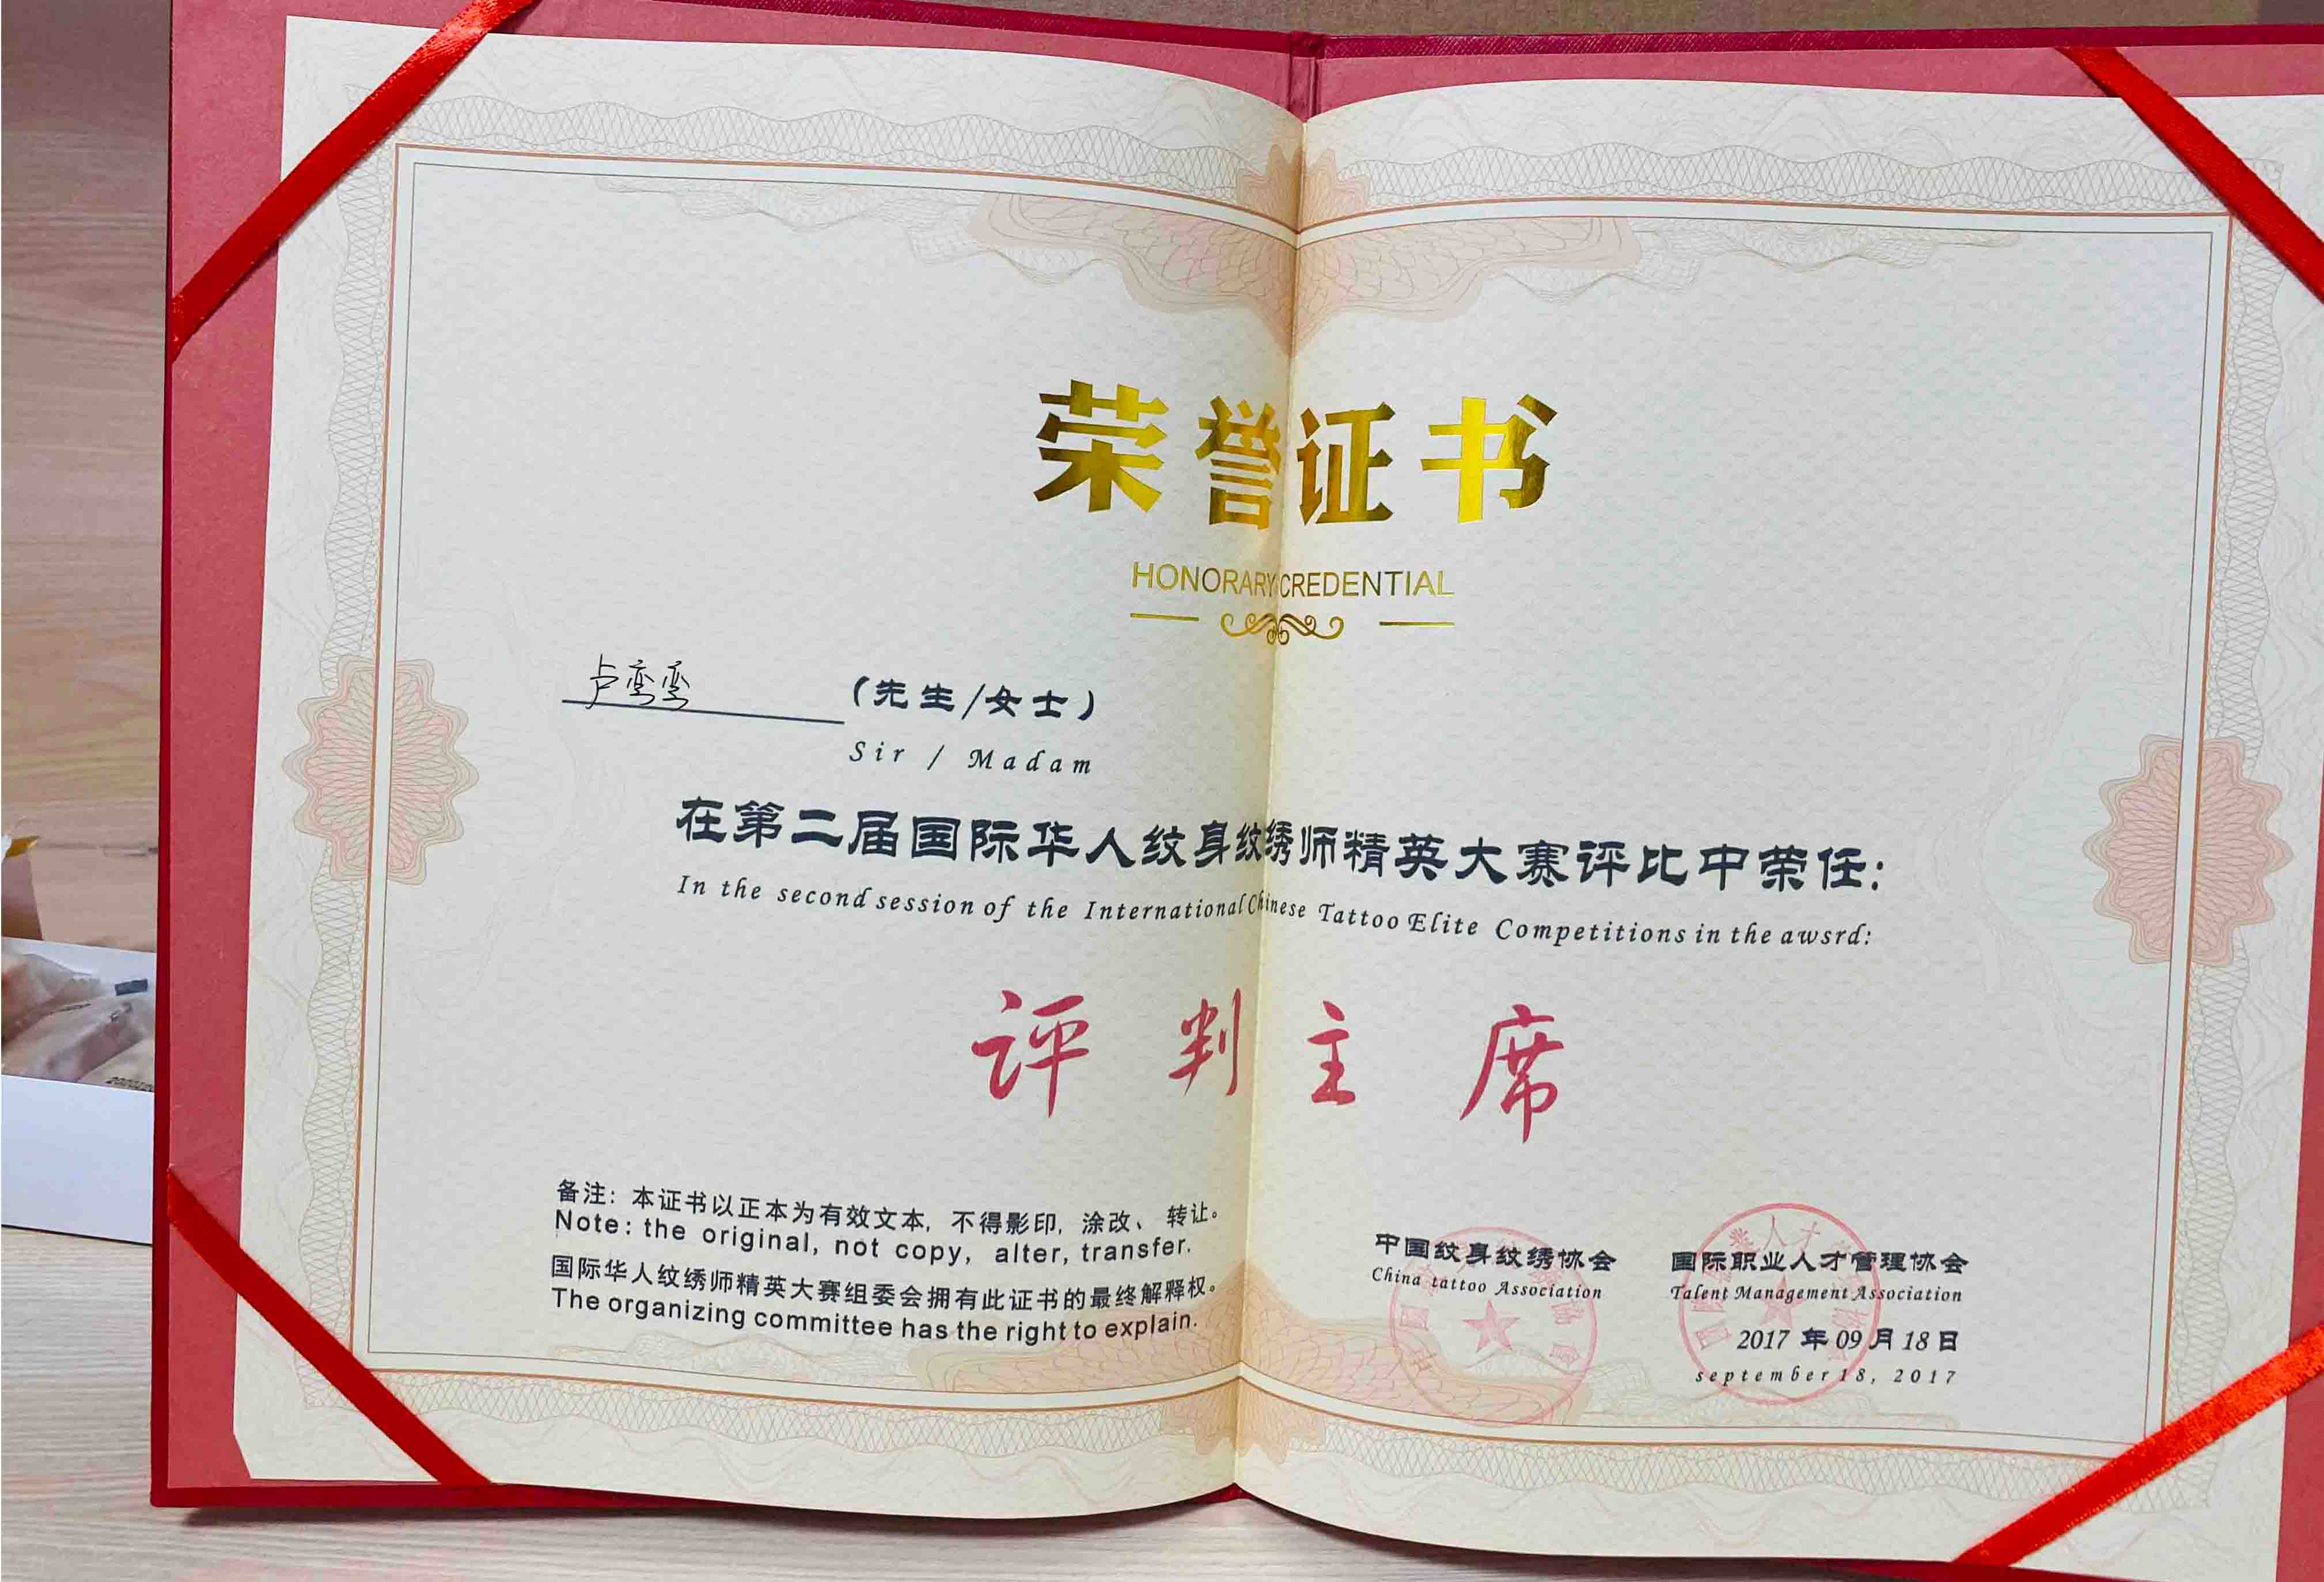 荣誉证书
HONORARY CREDENTIAL
卢峦峦 (先生/女士)
Sir / Madam
在第二届国际华人纹身纹绣师精英大赛评比中荣任:
In the second session of the International Chinese Tattoo Elite Competitions in the awsrd:
评判主席
备注: 本证书以正本为有效文本, 不得影印, 涂改、转让。
Note: the original, not copy, alter, transfer.
国际华人纹绣师精英大赛组委会拥有此证书的最终解释权。
The organizing committee has the right to explain.
中国纹身纹绣协会
China tattoo Association
国际职业人才管理协会
Talent Management Association
2017 年 09 月 18 日
september 18, 2017